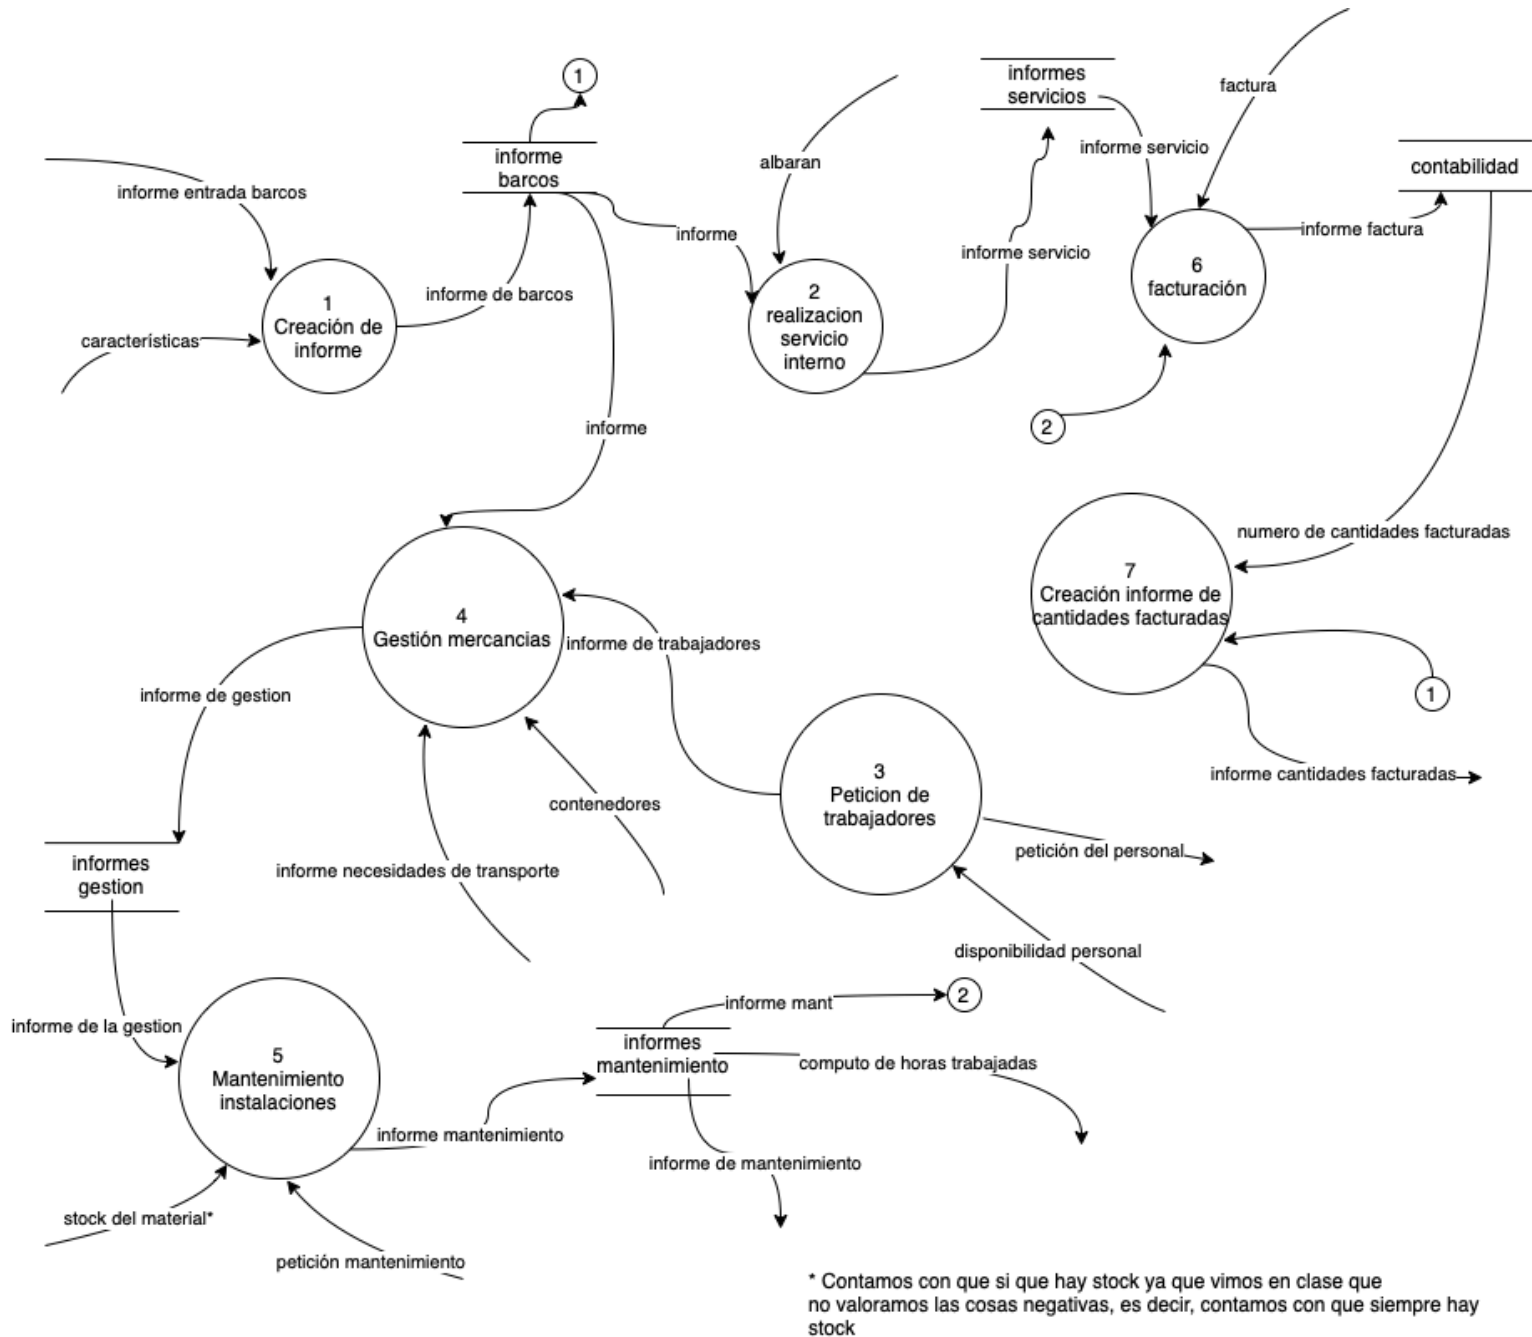 1
informes
servicios
factura
informe
barcos
albaran
informe servicio
contabilidad
informe entrada barcos
informe
informe servicio
informe factura
6
facturación
1
Creación de
informe
informe de barcos
2
realizacion
servicio
interno
características
informe
2
numero de cantidades facturadas
7
Creación informe de
cantidades facturadas
4
Gestión mercancias
informe de trabajadores
informe de gestion
1
3
Peticion de
trabajadores
informe cantidades facturadas
contenedores
petición del personal
informes
gestion
informe necesidades de transporte
disponibilidad personal
informe mant
2
informe de la gestion
informes
mantenimiento
computo de horas trabajadas
5
Mantenimiento
instalaciones
informe mantenimiento
informe de mantenimiento
stock del material*
petición mantenimiento
* Contamos con que si que hay stock ya que vimos en clase que
no valoramos las cosas negativas, es decir, contamos con que siempre hay
stock